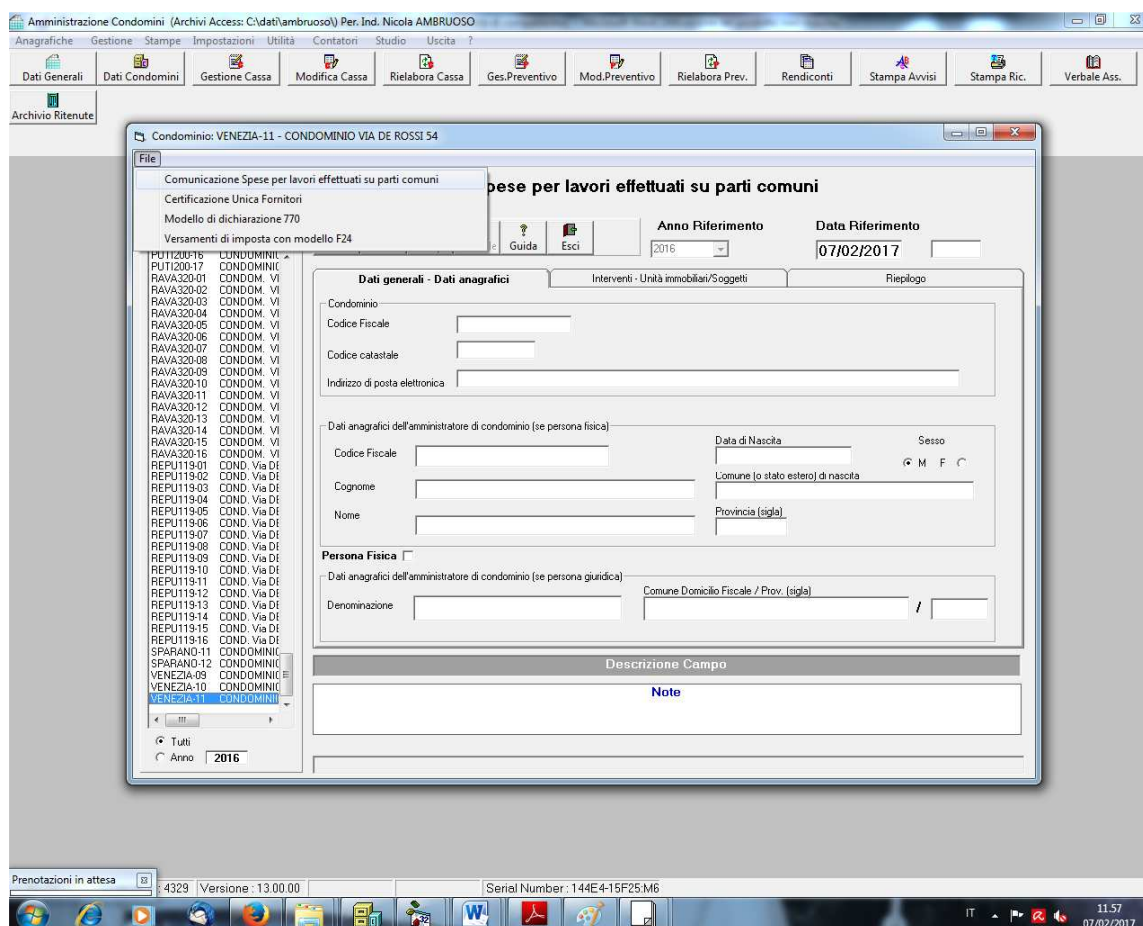 Amministrazione Condomini (Archivi Access: C:\dati\ambruoso\) Per. Ind. Nicola AMBRUOSO
Anagrafiche Gestione Stampe Impostazioni Utilità Contatori Studio Uscita ?
Dati Generali Dati Condomini Gestione Cassa Modifica Cassa Rielabora Cassa Ges.Preventivo Mod.Preventivo Rielabora Prev. Rendiconti Stampa Avvisi Stampa Ric. Verbale Ass.
Archivio Ritenute
Condominio: VENEZIA-11 - CONDOMINIO VIA DE ROSSI 54
File
Comunicazione Spese per lavori effettuati su parti comuni
Certificazione Unica Fornitori
Modello di dichiarazione 770
Versamenti di imposta con modello F24
pese per lavori effettuati su parti comuni
Guida Esci
Anno Riferimento Data Riferimento
2016 07/02/2017
PUTI200-16 CONDOMINIC
PUTI200-17 CONDOMINIC
RAVA320-01 CONDOM. VI
RAVA320-02 CONDOM. VI
RAVA320-03 CONDOM. VI
RAVA320-04 CONDOM. VI
RAVA320-05 CONDOM. VI
RAVA320-06 CONDOM. VI
RAVA320-07 CONDOM. VI
RAVA320-08 CONDOM. VI
RAVA320-09 CONDOM. VI
RAVA320-10 CONDOM. VI
RAVA320-11 CONDOM. VI
RAVA320-12 CONDOM. VI
RAVA320-13 CONDOM. VI
RAVA320-14 CONDOM. VI
RAVA320-15 CONDOM. VI
RAVA320-16 CONDOM. VI
REPU119-01 COND. Via DE
REPU119-02 COND. Via DE
REPU119-03 COND. Via DE
REPU119-04 COND. Via DE
REPU119-05 COND. Via DE
REPU119-06 COND. Via DE
REPU119-07 COND. Via DE
REPU119-08 COND. Via DE
REPU119-09 COND. Via DE
REPU119-10 COND. Via DE
REPU119-11 COND. Via DE
REPU119-12 COND. Via DE
REPU119-13 COND. Via DE
REPU119-14 COND. Via DE
REPU119-15 COND. Via DE
REPU119-16 COND. Via DE
SPARANO-11 CONDOMINIC
SPARANO-12 CONDOMINIC
VENEZIA-09 CONDOMINIC
VENEZIA-10 CONDOMINIC
VENEZIA-11 CONDOMINI
Tutti
Anno 2016
Dati generali - Dati anagrafici Interventi - Unità immobiliari/Soggetti Riepilogo
Condominio
Codice Fiscale
Codice catastale
Indirizzo di posta elettronica
Dati anagrafici dell'amministratore di condominio (se persona fisica)
Codice Fiscale Data di Nascita Sesso
M F
Cognome Comune (o stato estero) di nascita
Nome Provincia (sigla)
Persona Fisica
Dati anagrafici dell'amministratore di condominio (se persona giuridica)
Denominazione Comune Domicilio Fiscale / Prov. (sigla)
/
Descrizione Campo
Note
Prenotazioni in attesa
: 4329 Versione : 13.00.00 Serial Number : 144E4-15F25:M6
IT 11.57
07/02/2017